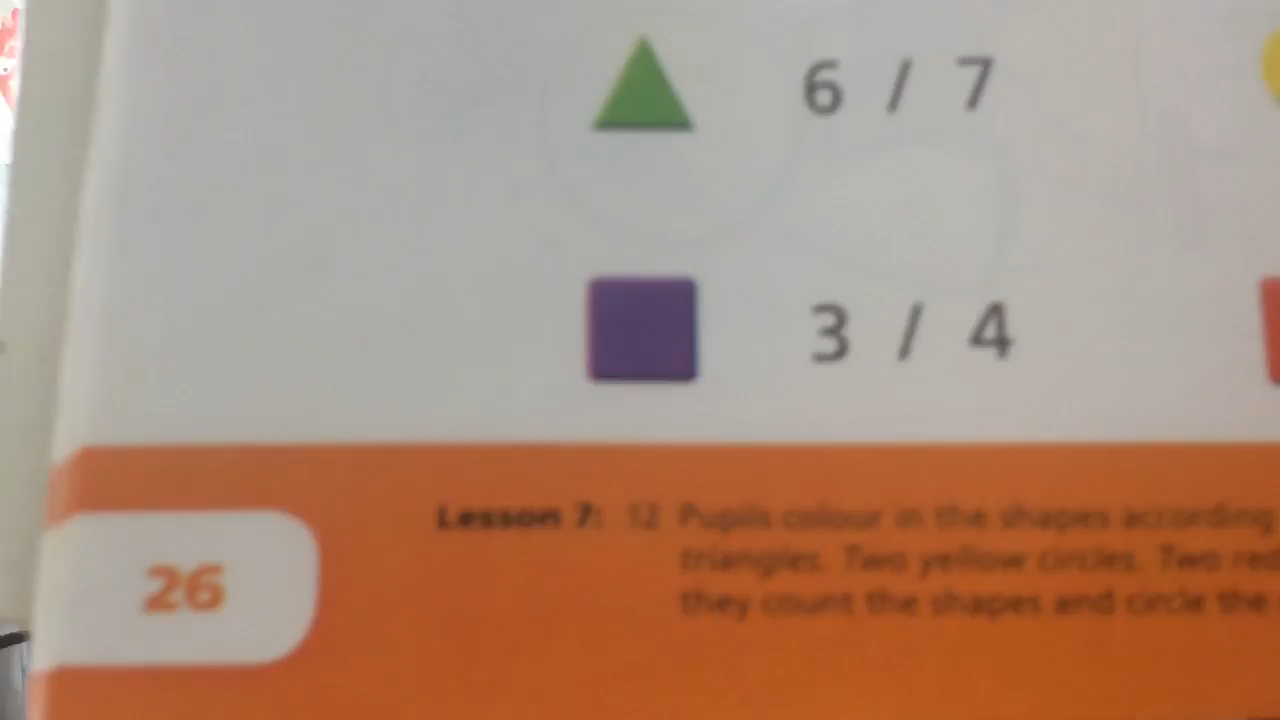 6 / 7
3 / 4
Lesson 7: 12 Pupils colour in the shapes according
triangles. Two yellow circles. Two red
they count the shapes and circle the
26